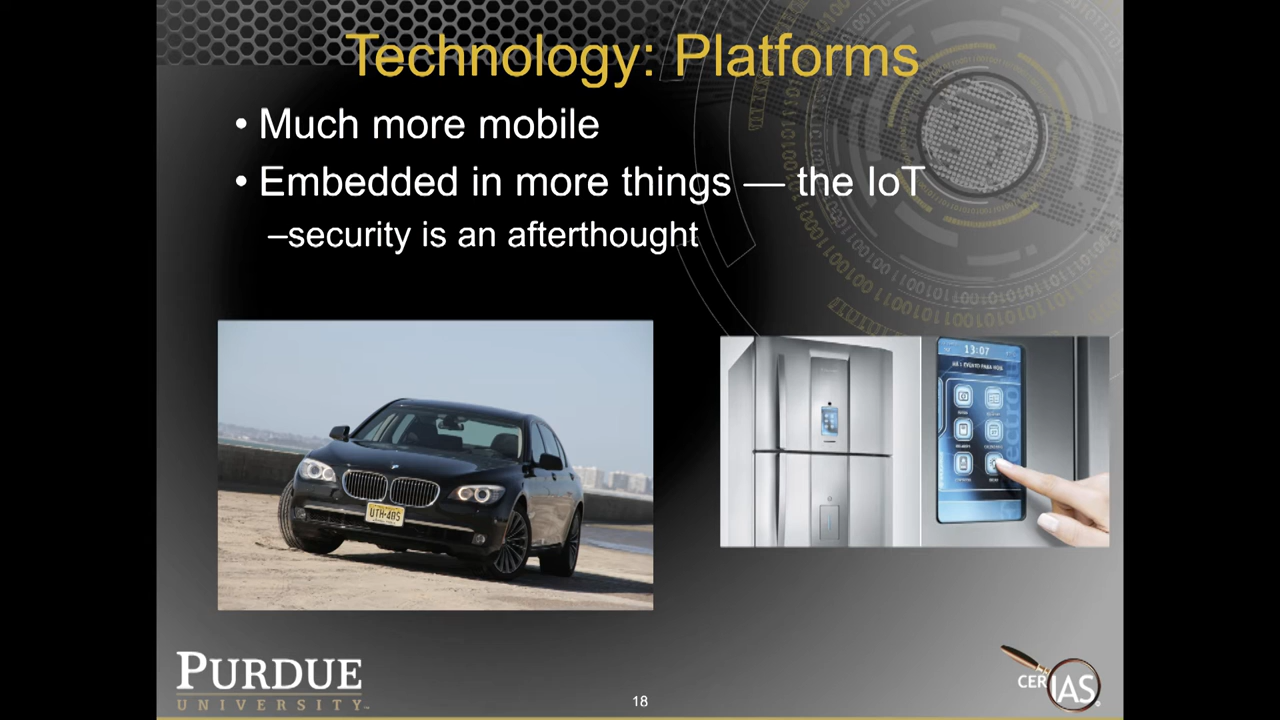 Technology: Platforms
• Much more mobile
• Embedded in more things — the IoT
–security is an afterthought
UTH-40S
13:07
PURDUE
UNIVERSITY
CERIAS
18